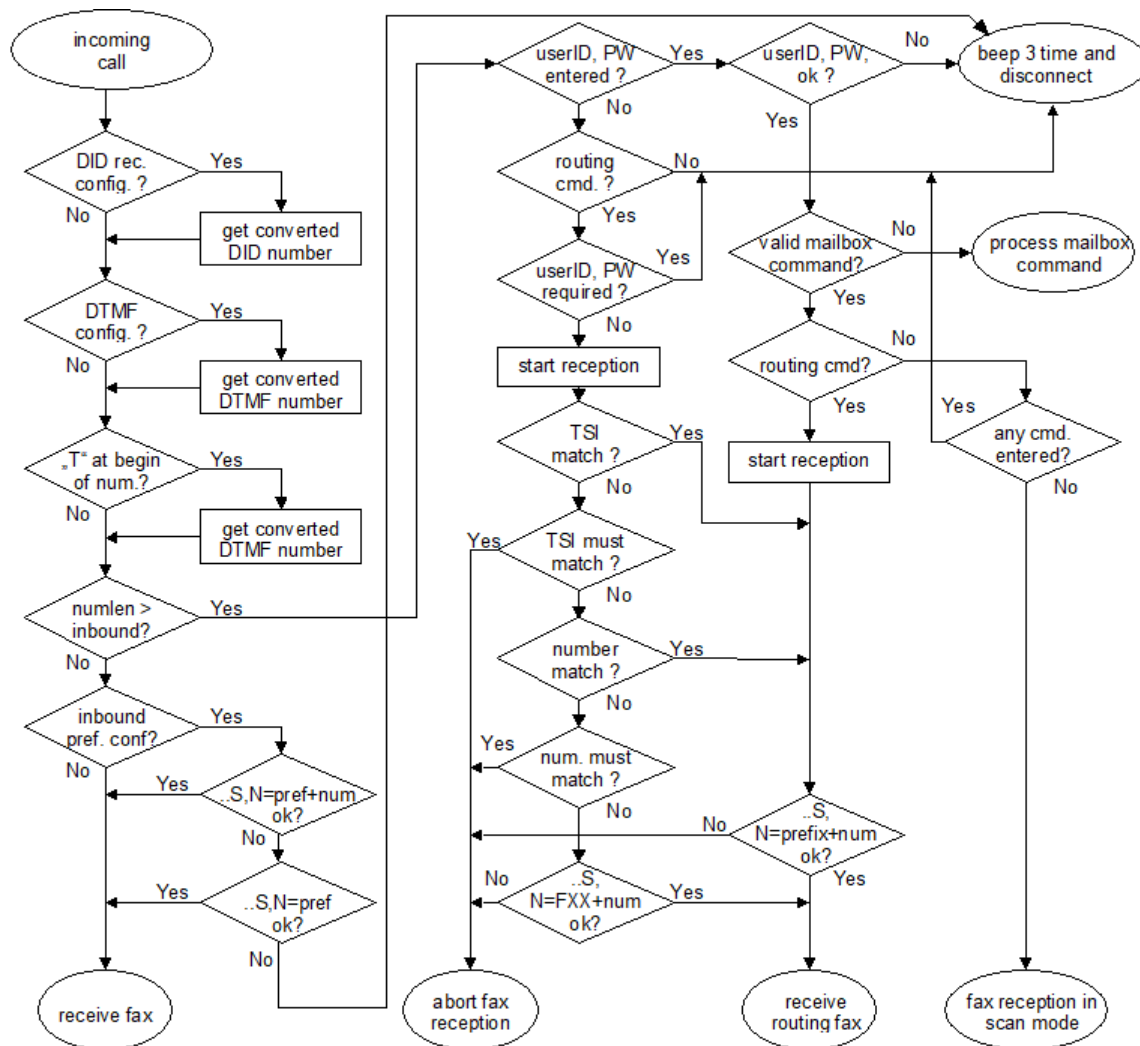 incoming
call
DID rec.
config. ?
Yes
No
get converted
DID number
DTMF
config. ?
Yes
No
get converted
DTMF number
„T“ at begin
of num.?
Yes
No
get converted
DTMF number
numlen >
inbound?
Yes
No
inbound
pref. conf?
Yes
No
..S,N=pref+num
ok?
Yes
No
..S,N=pref
ok?
Yes
No
receive fax
userID, PW
entered ?
Yes
No
routing
cmd. ?
No
Yes
userID, PW
required ?
Yes
No
start reception
TSI
match ?
Yes
No
TSI must
match ?
Yes
No
number
match ?
Yes
No
num. must
match ?
Yes
No
..S,
N=FXX+num
ok?
No
Yes
abort fax
reception
userID, PW,
ok ?
No
Yes
beep 3 time and
disconnect
valid mailbox
command?
No
Yes
process mailbox
command
routing cmd?
No
Yes
start reception
any cmd.
entered?
Yes
No
..S,
N=prefix+num
ok?
No
Yes
receive
routing fax
fax reception in
scan mode